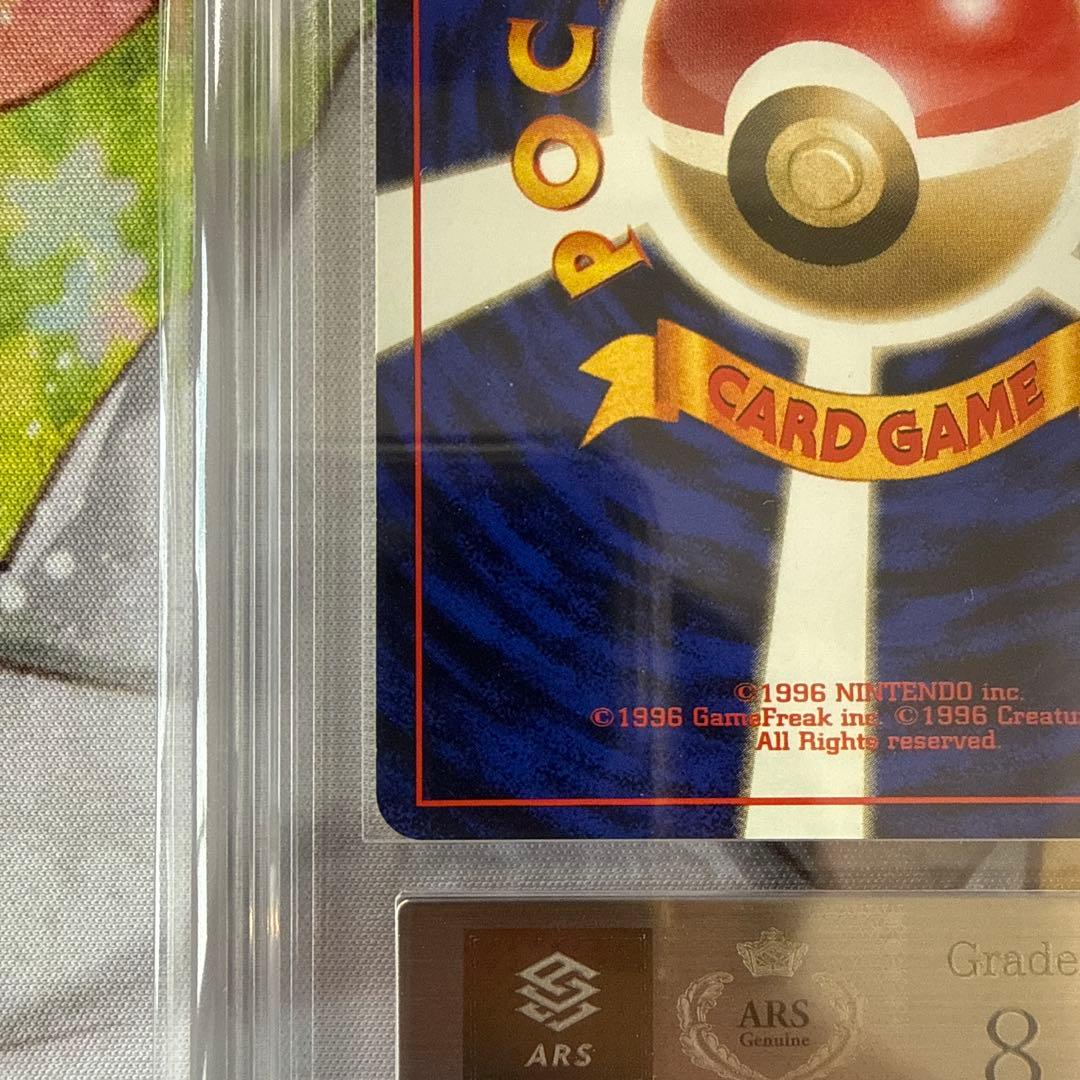 POC
CARD GAME
©1996 NINTENDO inc.
©1996 GameFreak inc. ©1996 Creatu
All Rights reserved.
ARS
ARS
Genuine
Grade
8